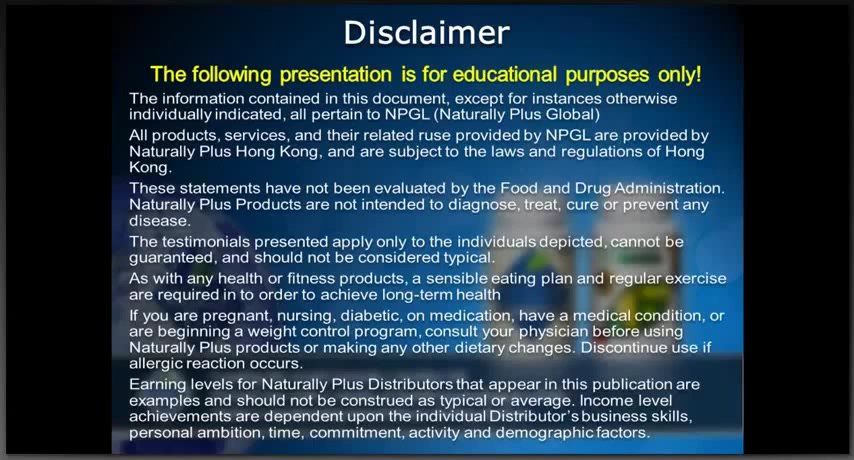 Disclaimer
The following presentation is for educational purposes only!
The information contained in this document, except for instances otherwise
individually indicated, all pertain to NPGL (Naturally Plus Global)
All products, services, and their related ruse provided by NPGL are provided by
Naturally Plus Hong Kong, and are subject to the laws and regulations of Hong
Kong.
These statements have not been evaluated by the Food and Drug Administration.
Naturally Plus Products are not intended to diagnose, treat, cure or prevent any
disease.
The testimonials presented apply only to the individuals depicted, cannot be
guaranteed, and should not be considered typical.
As with any health or fitness products, a sensible eating plan and regular exercise
are required in to order to achieve long-term health
If you are pregnant, nursing, diabetic, on medication, have a medical condition, or
are beginning a weight control program, consult your physician before using
Naturally Plus products or making any other dietary changes. Discontinue use if
allergic reaction occurs.
Earning levels for Naturally Plus Distributors that appear in this publication are
examples and should not be construed as typical or average. Income level
achievements are dependent upon the individual Distributor's business skills,
personal ambition, time, commitment, activity and demographic factors.